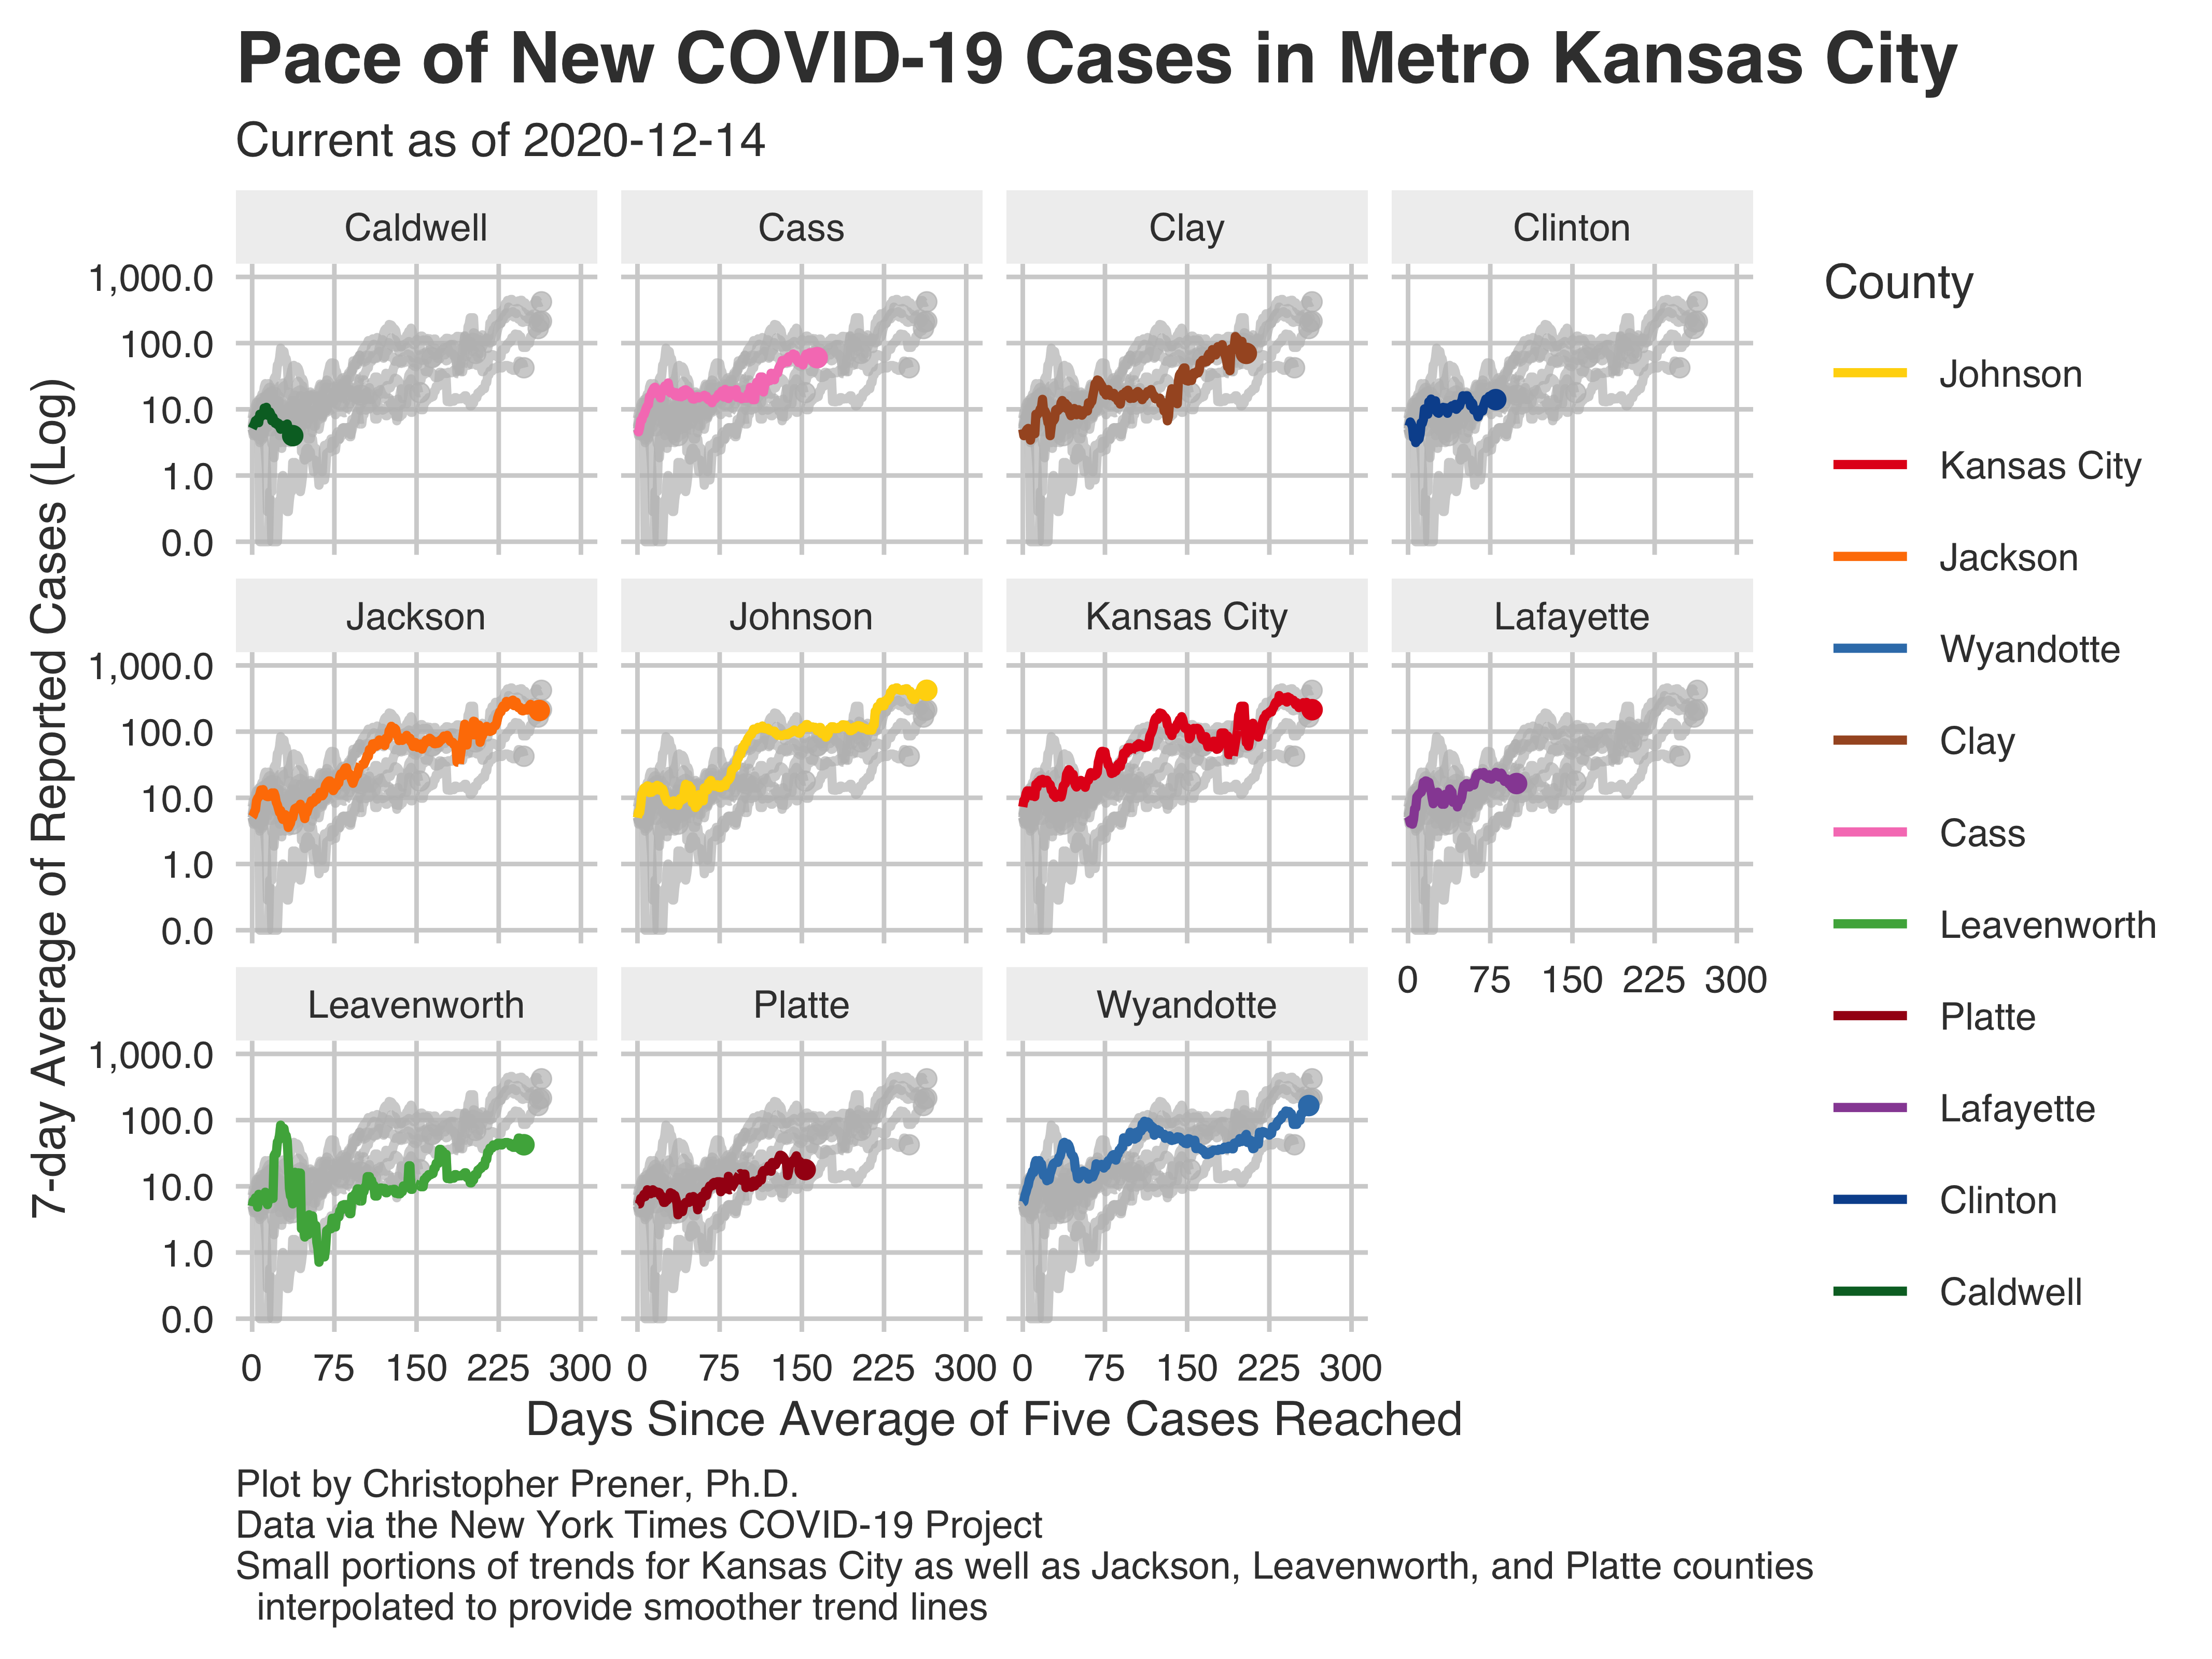 Pace of New COVID-19 Cases in Metro Kansas City
Current as of 2020-12-14
7-day Average of Reported Cases (Log)
Caldwell
Cass
Clay
Clinton
1,000.0
100.0
10.0
1.0
0.0
Jackson
Johnson
Kansas City
Lafayette
1,000.0
100.0
10.0
1.0
0.0
0 75 150 225 300
Leavenworth
Platte
Wyandotte
1,000.0
100.0
10.0
1.0
0.0
0 75 150 225 300
0 75 150 225 300
0 75 150 225 300
Days Since Average of Five Cases Reached
County
Johnson
Kansas City
Jackson
Wyandotte
Clay
Cass
Leavenworth
Platte
Lafayette
Clinton
Caldwell
Plot by Christopher Prener, Ph.D.
Data via the New York Times COVID-19 Project
Small portions of trends for Kansas City as well as Jackson, Leavenworth, and Platte counties
interpolated to provide smoother trend lines